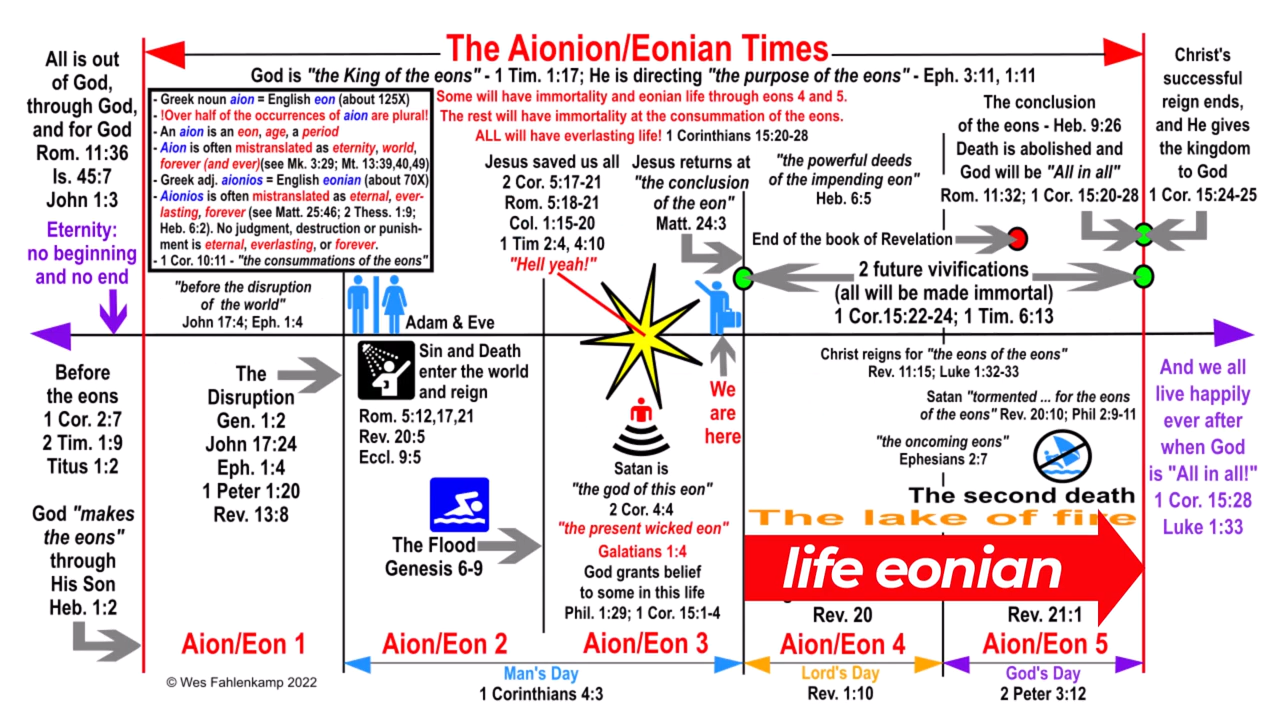 The Aionion/Eonian Times
God is "the King of the eons" - 1 Tim. 1:17; He is directing "the purpose of the eons" - Eph. 3:11, 1:11
All is out
of God,
through God,
and for God
Rom. 11:36
Is. 45:7
John 1:3
Eternity:
no beginning
and no end
- Greek noun aion = English eon (about 125X)
- !Over half of the occurrences of aion are plural!
- An aion is an eon, age, a period
- Aion is often mistranslated as eternity, world,
forever (and ever)(see Mk. 3:29; Mt. 13:39,40,49)
- Greek adj. aionios = English eonian (about 70X)
- Aionios is often mistranslated as eternal, ever-
lasting, forever (see Matt. 25:46; 2 Thess. 1:9;
Heb. 6:2). No judgment, destruction or punish-
ment is eternal, everlasting, or forever.
- 1 Cor. 10:11 - "the consummations of the eons"
Some will have immortality and eonian life through eons 4 and 5.
The rest will have immortality at the consummation of the eons.
ALL will have everlasting life! 1 Corinthians 15:20-28
Jesus saved us all
2 Cor. 5:17-21
Rom. 5:18-21
Col. 1:15-20
1 Tim 2:4, 4:10
"Hell yeah!"
Jesus returns at
"the conclusion
of the eon"
Matt. 24:3
"the powerful deeds
of the impending eon"
Heb. 6:5
The conclusion
of the eons - Heb. 9:26
Death is abolished and
God will be "All in all"
Rom. 11:32; 1 Cor. 15:20-28
Christ's
successful
reign ends,
and He gives
the kingdom
to God
1 Cor. 15:24-25
End of the book of Revelation
2 future vivifications
(all will be made immortal)
1 Cor.15:22-24; 1 Tim. 6:13
"before the disruption
of the world"
John 17:4; Eph. 1:4
Adam & Eve
Before
the eons
1 Cor. 2:7
2 Tim. 1:9
Titus 1:2
God "makes
the eons"
through
His Son
Heb. 1:2
The
Disruption
Gen. 1:2
John 17:24
Eph. 1:4
1 Peter 1:20
Rev. 13:8
Sin and Death
enter the world
and reign
Rom. 5:12,17,21
Rev. 20:5
Eccl. 9:5
The Flood
Genesis 6-9
Satan is
"the god of this eon"
2 Cor. 4:4
"the present wicked eon"
Galatians 1:4
God grants belief
to some in this life
Phil. 1:29; 1 Cor. 15:1-4
We
are
here
Christ reigns for "the eons of the eons"
Rev. 11:15; Luke 1:32-33
Satan "tormented ... for the eons
of the eons" Rev. 20:10; Phil 2:9-11
"the oncoming eons"
Ephesians 2:7
The second death
The lake of fire
life eonian
Rev. 20
Rev. 21:1
And we all
live happily
ever after
when God
is "All in all!"
1 Cor. 15:28
Luke 1:33
Aion/Eon 1
Aion/Eon 2
Aion/Eon 3
Aion/Eon 4
Aion/Eon 5
Man's Day
1 Corinthians 4:3
Lord's Day
Rev. 1:10
God's Day
2 Peter 3:12
© Wes Fahlenkamp 2022